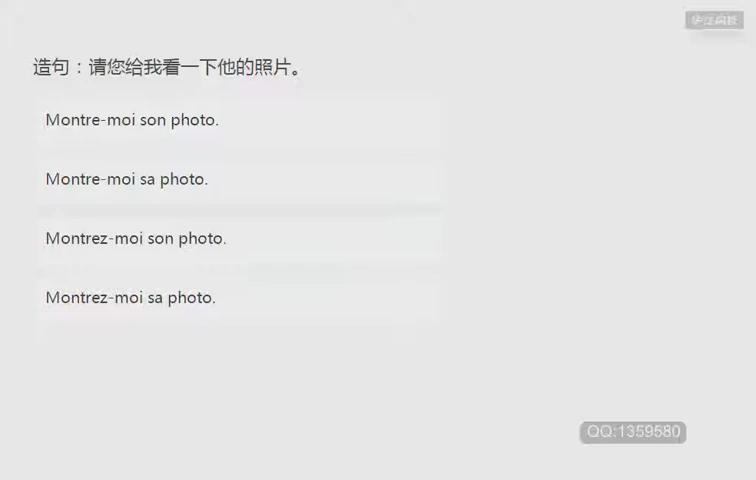 造句：请您给我看一下他的照片。
Montre-moi son photo.
Montre-moi sa photo.
Montrez-moi son photo.
Montrez-moi sa photo.
QQ:1359580